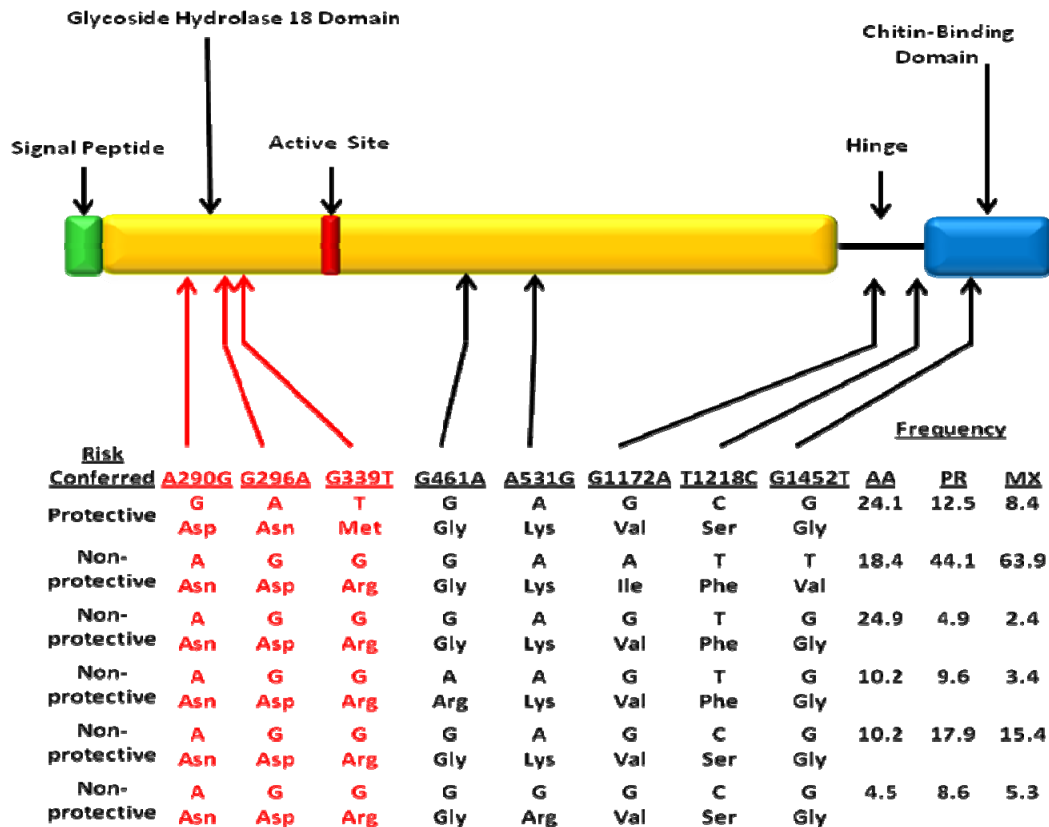 Glycoside Hydrolase 18 Domain
Chitin-Binding
Domain
Signal Peptide
Active Site
Hinge
Frequency
Risk
Conferred A290G G296A G339T G461A A531G G1172A T1218C G1452T AA PR MX
Protective G A T G A G C G 24.1 12.5 8.4
Asp Asn Met Gly Lys Val Ser Gly
Non- A G G G A A T T 18.4 44.1 63.9
protective Asn Asp Arg Gly Lys Ile Phe Val
Non- A G G G A G T G 24.9 4.9 2.4
protective Asn Asp Arg Gly Lys Val Phe Gly
Non- A G G A A G T G 10.2 9.6 3.4
protective Asn Asp Arg Arg Lys Val Phe Gly
Non- A G G G A G C G 10.2 17.9 15.4
protective Asn Asp Arg Gly Lys Val Ser Gly
Non- A G G G G G C G 4.5 8.6 5.3
protective Asn Asp Arg Gly Arg Val Ser Gly